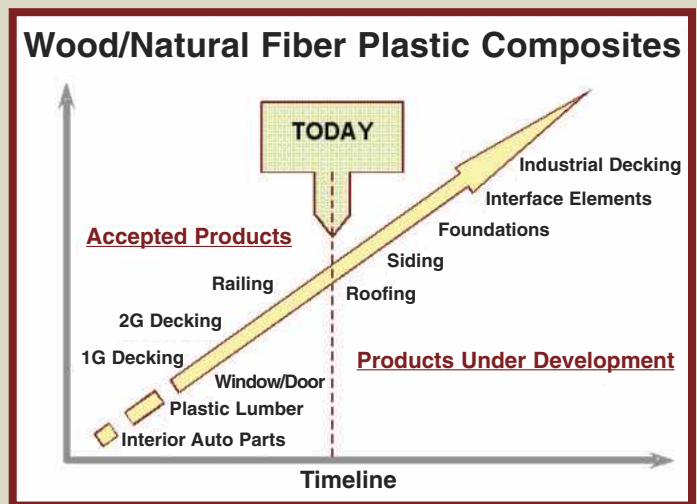 Wood/Natural Fiber Plastic Composites
TODAY
Industrial Decking
Interface Elements
Foundations
Accepted Products
Siding
Railing
Roofing
2G Decking
1G Decking
Products Under Development
Window/Door
Plastic Lumber
Interior Auto Parts
Timeline